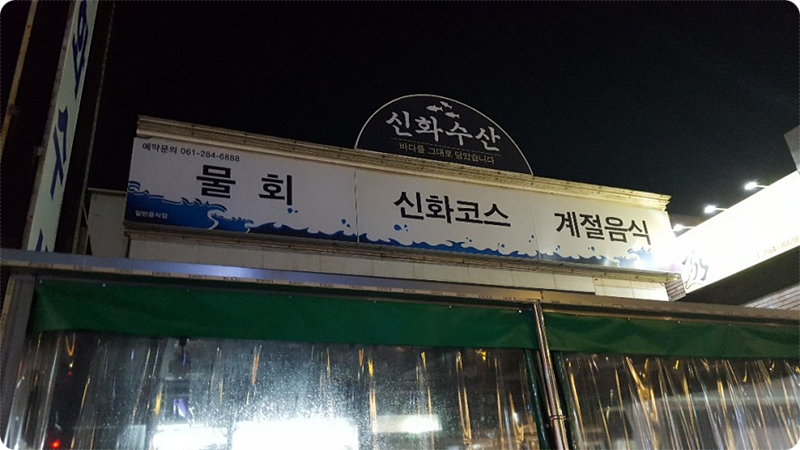 신화수산
바다를 그대로 담았습니다
예약문의 061-284-6888
물회 신화코스 계절음식
일반음식점